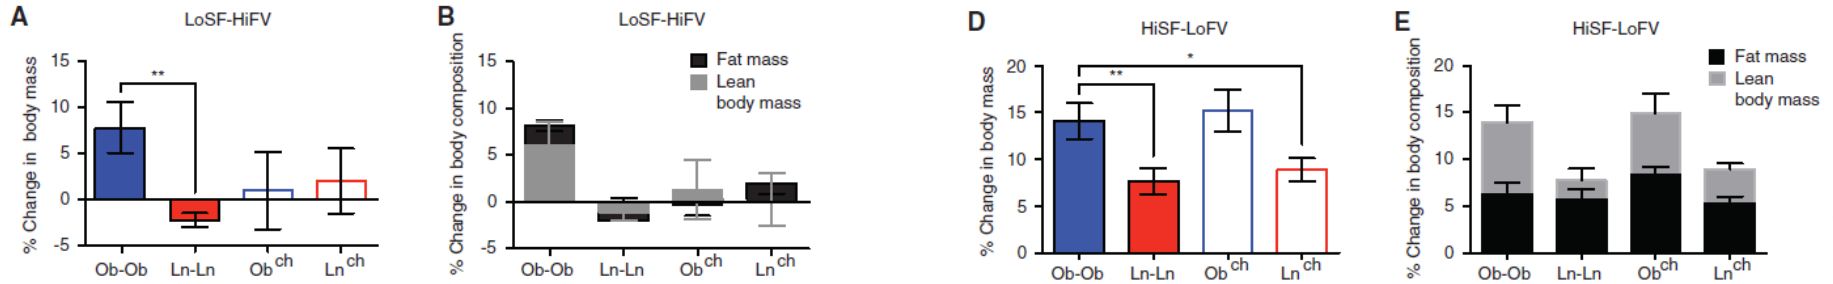 A
LoSF-HiFV
% Change in body mass
15
10
5
0
-5
**
Ob-Ob
Ln-Ln
Ob^ch
Ln^ch
B
LoSF-HiFV
% Change in body composition
15
10
5
0
-5
Fat mass
Lean
body mass
Ob-Ob
Ln-Ln
Ob^ch
Ln^ch
D
HiSF-LoFV
% Change in body mass
20
15
10
5
0
**
*
Ob-Ob
Ln-Ln
Ob^ch
Ln^ch
E
HiSF-LoFV
% Change in body composition
20
15
10
5
0
Fat mass
Lean
body mass
Ob-Ob
Ln-Ln
Ob^ch
Ln^ch